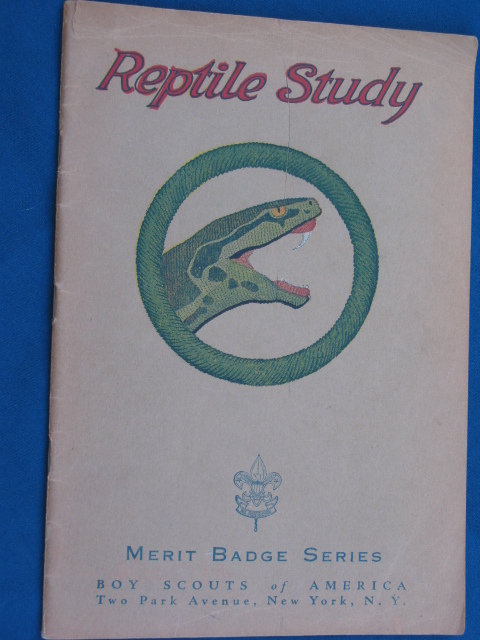 Reptile Study
MERIT BADGE SERIES
BOY SCOUTS of AMERICA
Two Park Avenue, New York, N. Y.